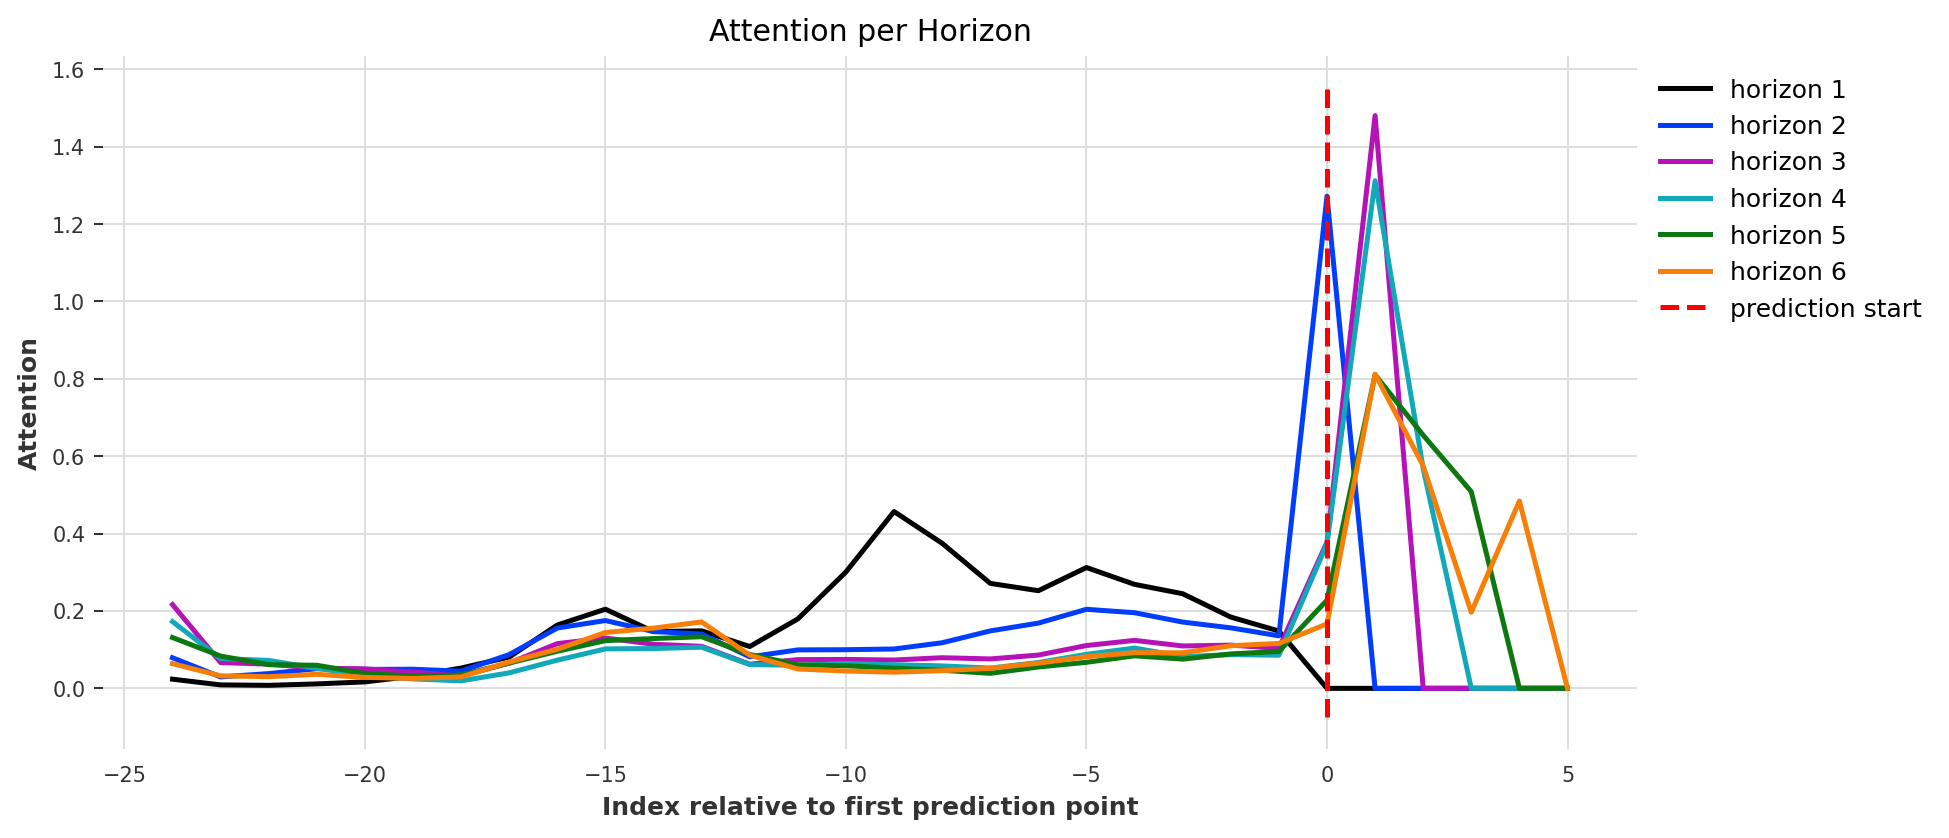 Attention per Horizon
1.6
1.4
1.2
1.0
0.8
0.6
0.4
0.2
0.0
Attention
−25
−20
−15
−10
−5
0
5
Index relative to first prediction point
horizon 1
horizon 2
horizon 3
horizon 4
horizon 5
horizon 6
prediction start